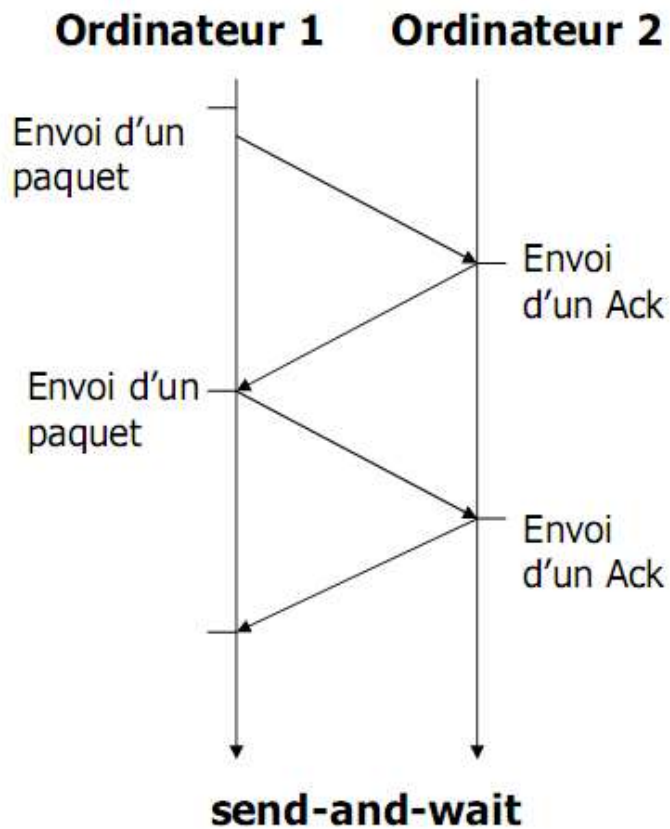 Ordinateur 1
Ordinateur 2
Envoi d'un
paquet
Envoi
d'un Ack
Envoi d'un
paquet
Envoi
d'un Ack
send-and-wait